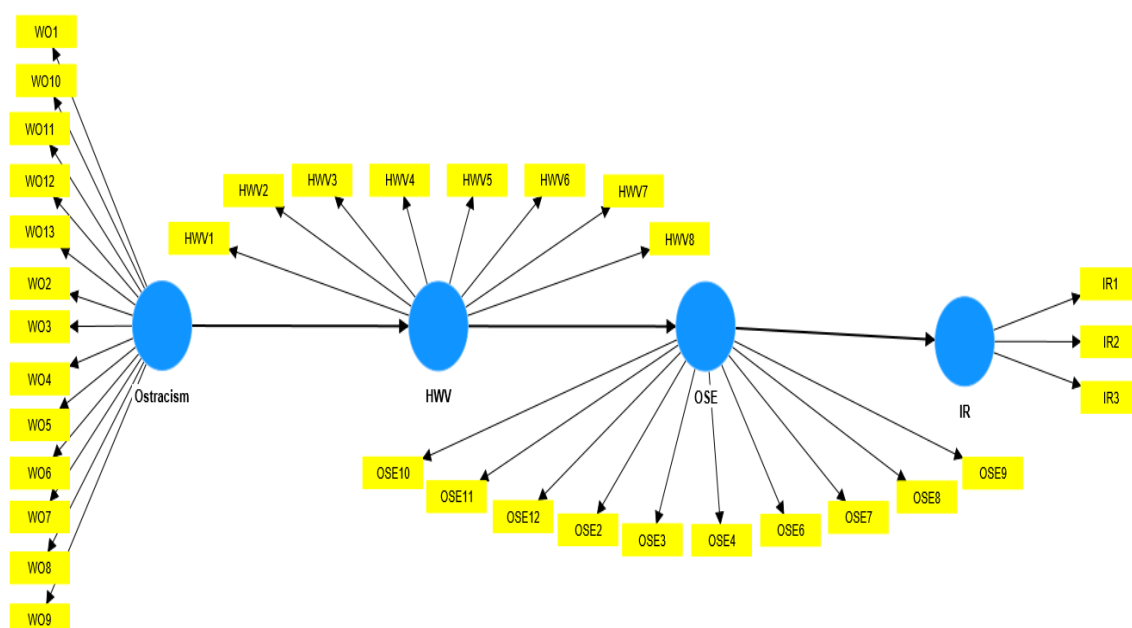 WO1
WO10
WO11
WO12
WO13
WO2
WO3
WO4
WO5
WO6
WO7
WO8
WO9
Ostracism
HWV1
HWV2
HWV3
HWV4
HWV5
HWV6
HWV7
HWV8
HWV
OSE
OSE10
OSE11
OSE12
OSE2
OSE3
OSE4
OSE6
OSE7
OSE8
OSE9
IR
IR1
IR2
IR3